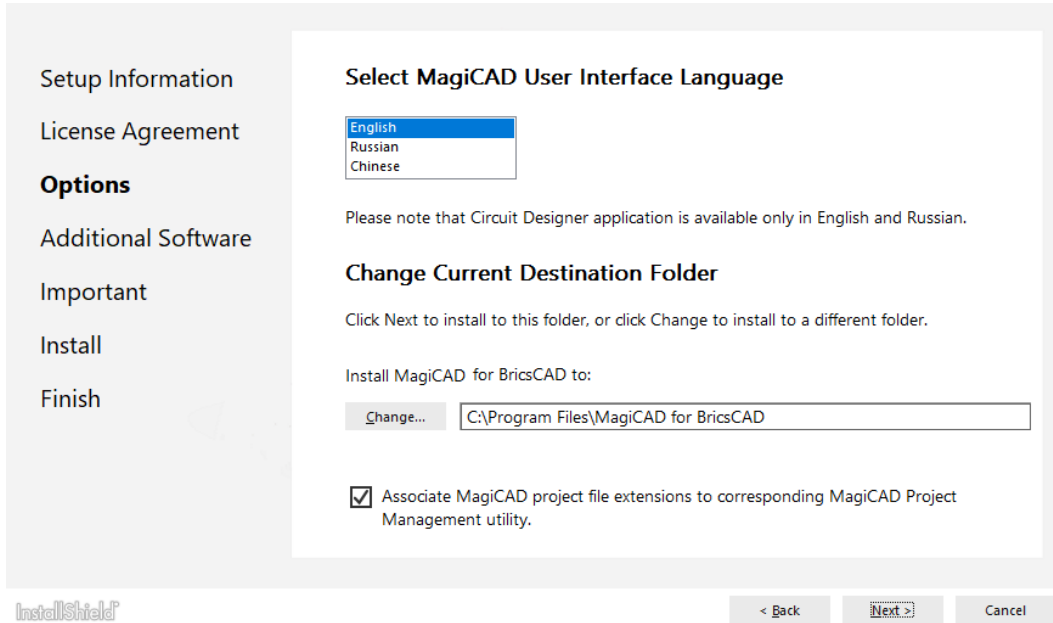 Setup Information
License Agreement
Options
Additional Software
Important
Install
Finish
Select MagiCAD User Interface Language
English
Russian
Chinese
Please note that Circuit Designer application is available only in English and Russian.
Change Current Destination Folder
Click Next to install to this folder, or click Change to install to a different folder.
Install MagiCAD for BricsCAD to:
Change...
C:\Program Files\MagiCAD for BricsCAD
Associate MagiCAD project file extensions to corresponding MagiCAD Project
Management utility.
InstallShield
< Back
Next >
Cancel